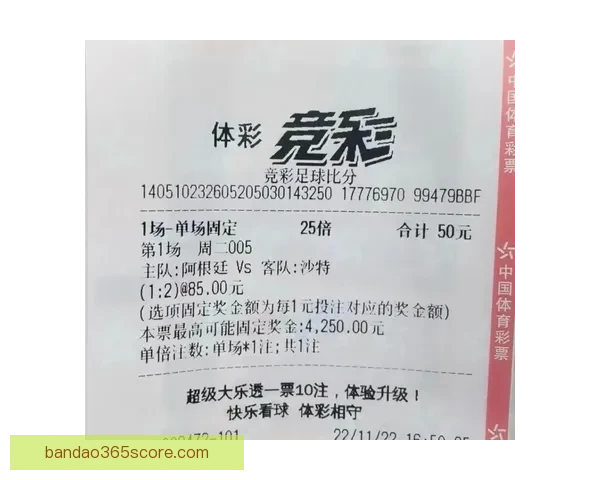 体彩 竞彩
竞彩足球比分
140510232605205030143250 17776970 99479BBF
1场-单场固定 25倍 合计 50元
第1场 周二005
主队:阿根廷 Vs 客队:沙特
(1:2)@85.00元
(选项固定奖金额为每1元投注对应的奖金额)
本票最高可能固定奖金:4,250.00元
单倍注数:单场*1注;共1注
超级大乐透一票10注，体验升级！
快乐看球 体彩相守
22/11/22
bandao365score.com
中国体育彩票
中国体育彩票